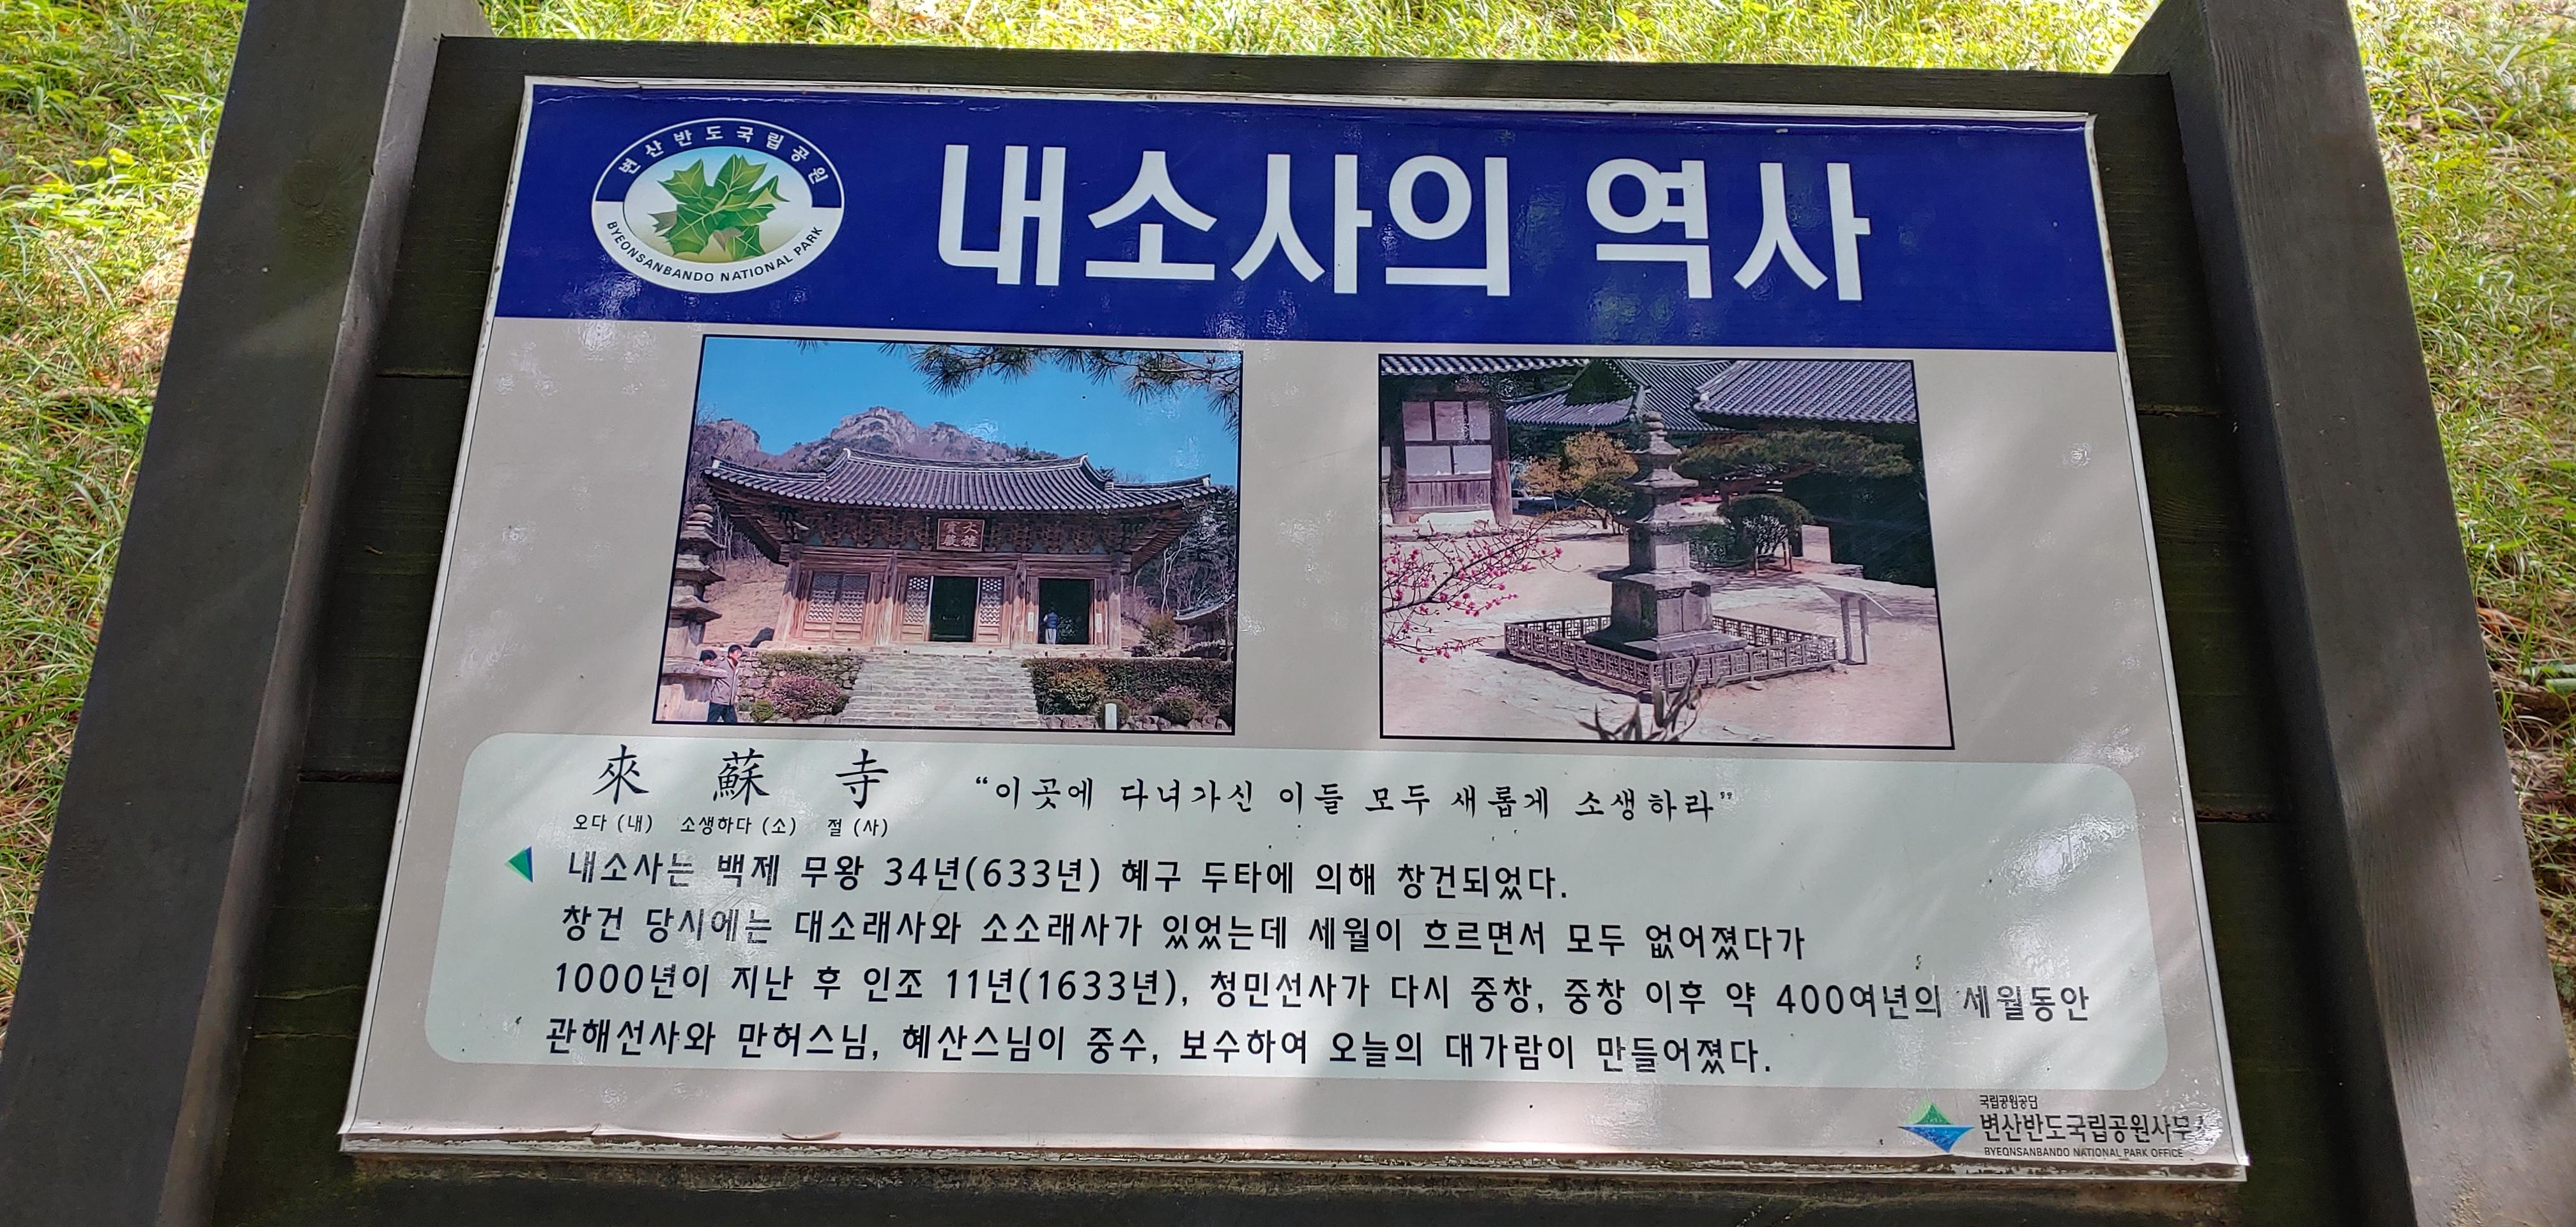 변산반도국립공원
BYEONSANBANDO NATIONAL PARK
내소사의 역사
大雄
寶殿
來 蘇 寺 “이곳에 다녀가신 이들 모두 새롭게 소생하라”
오다 (내) 소생하다 (소) 절 (사)
내소사는 백제 무왕 34년(633년) 혜구 두타에 의해 창건되었다.
창건 당시에는 대소래사와 소소래사가 있었는데 세월이 흐르면서 모두 없어졌다가
1000년이 지난 후 인조 11년(1633년), 청민선사가 다시 중창, 중창 이후 약 400여년의 세월동안
관해선사와 만허스님, 혜산스님이 중수, 보수하여 오늘의 대가람이 만들어졌다.
국립공원공단
변산반도국립공원사무소
BYEONSANBANDO NATIONAL PARK OFFICE